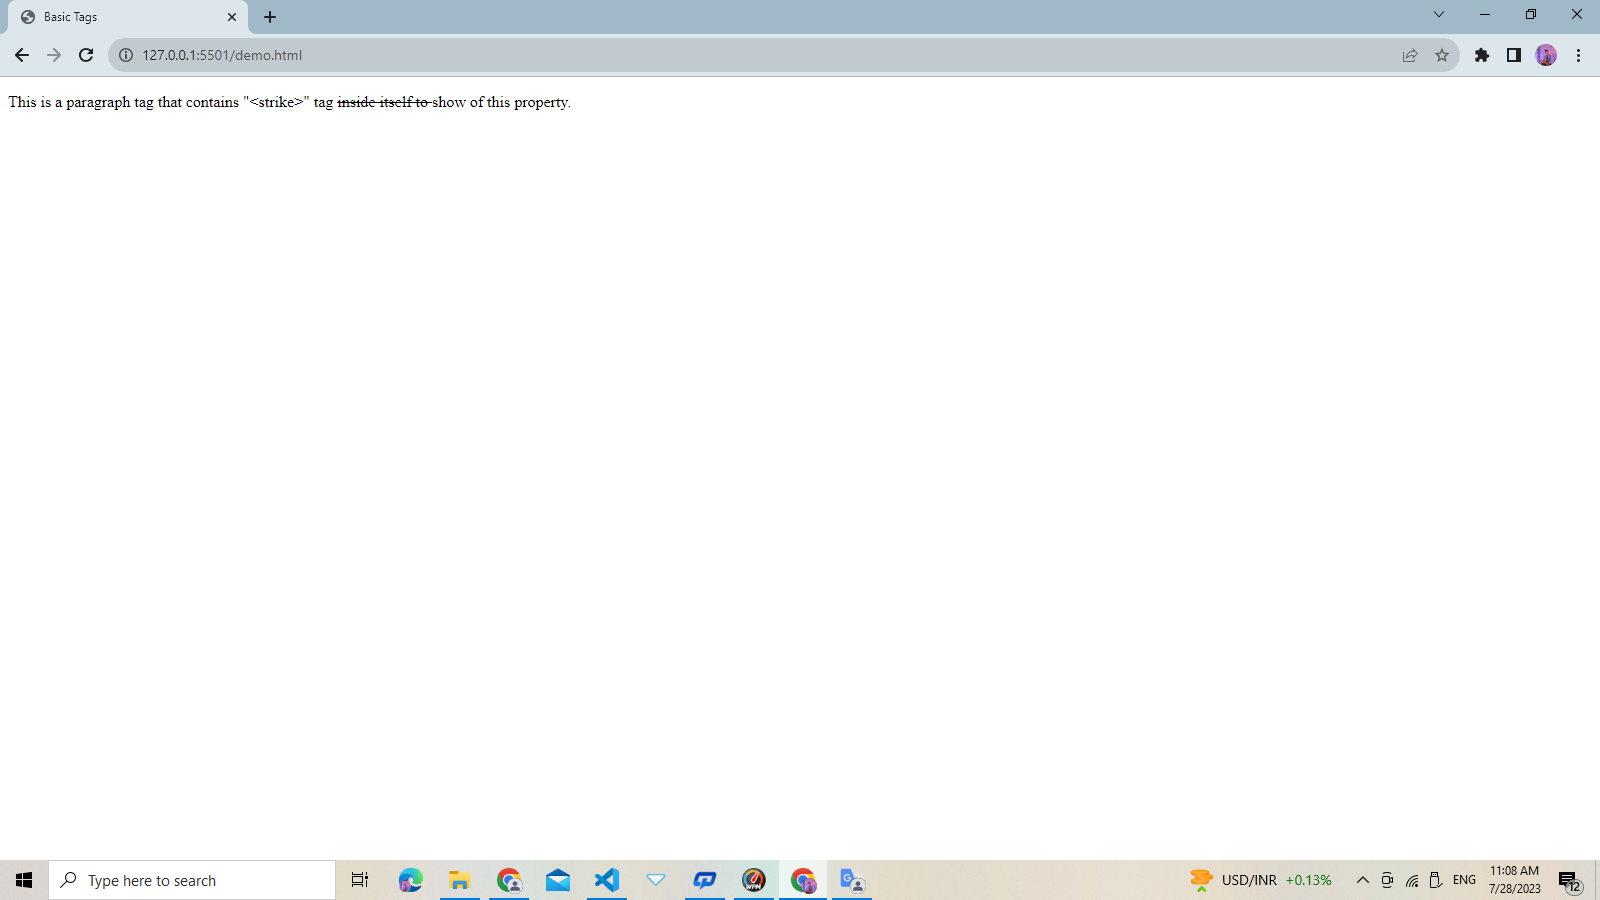 Basic Tags
127.0.0.1:5501/demo.html
This is a paragraph tag that contains "<strike>" tag inside itself to show of this property.
Type here to search
WPM
G
USD/INR +0.13%
ENG
11:08 AM
7/28/2023
12